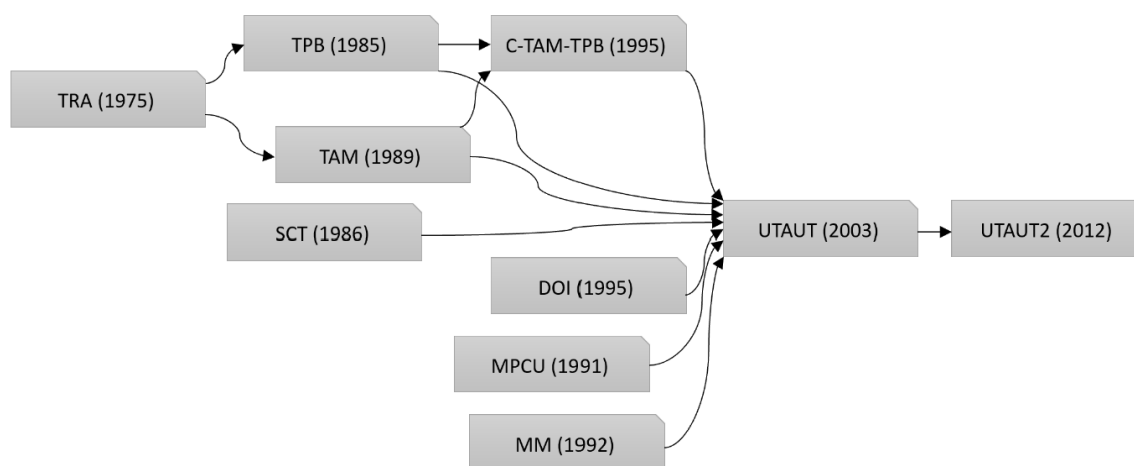 TPB (1985)
C-TAM-TPB (1995)
TRA (1975)
TAM (1989)
SCT (1986)
UTAUT (2003)
UTAUT2 (2012)
DOI (1995)
MPCU (1991)
MM (1992)